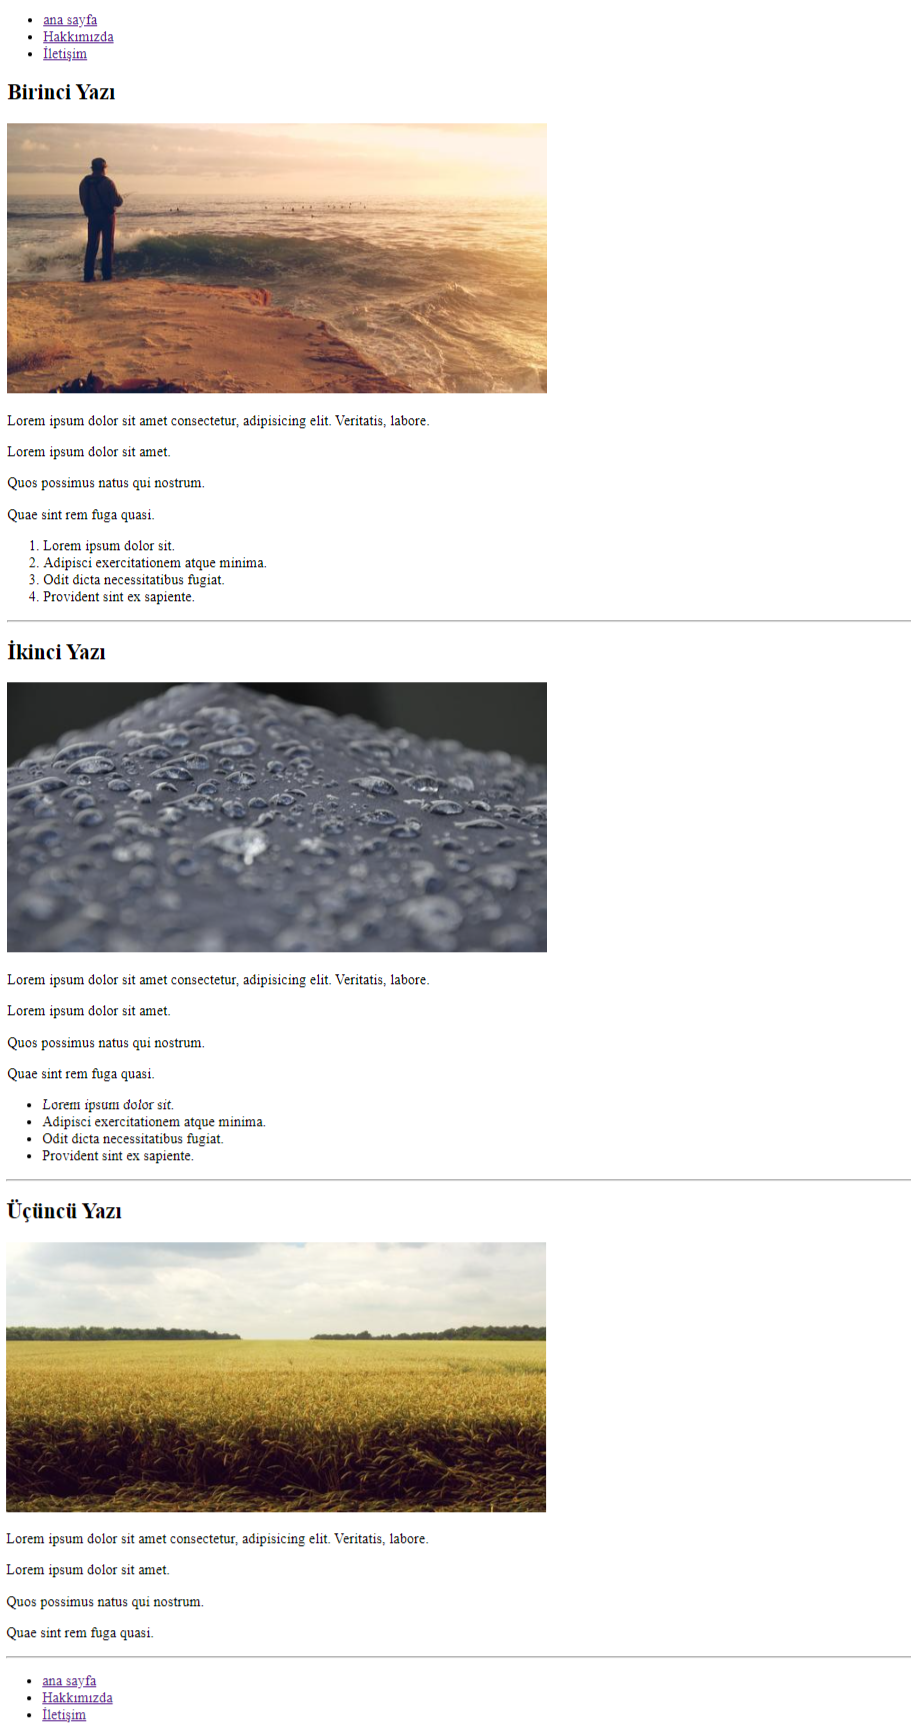 ana sayfa
Hakkımızda
İletişim
Birinci Yazı
Lorem ipsum dolor sit amet consectetur, adipisicing elit. Veritatis, labore.
Lorem ipsum dolor sit amet.
Quos possimus natus qui nostrum.
Quae sint rem fuga quasi.
1. Lorem ipsum dolor sit.
2. Adipisci exercitationem atque minima.
3. Odit dicta necessitatibus fugiat.
4. Provident sint ex sapiente.
İkinci Yazı
Lorem ipsum dolor sit amet consectetur, adipisicing elit. Veritatis, labore.
Lorem ipsum dolor sit amet.
Quos possimus natus qui nostrum.
Quae sint rem fuga quasi.
Lorem ipsum dolor sit.
Adipisci exercitationem atque minima.
Odit dicta necessitatibus fugiat.
Provident sint ex sapiente.
Üçüncü Yazı
Lorem ipsum dolor sit amet consectetur, adipisicing elit. Veritatis, labore.
Lorem ipsum dolor sit amet.
Quos possimus natus qui nostrum.
Quae sint rem fuga quasi.
ana sayfa
Hakkımızda
İletişim